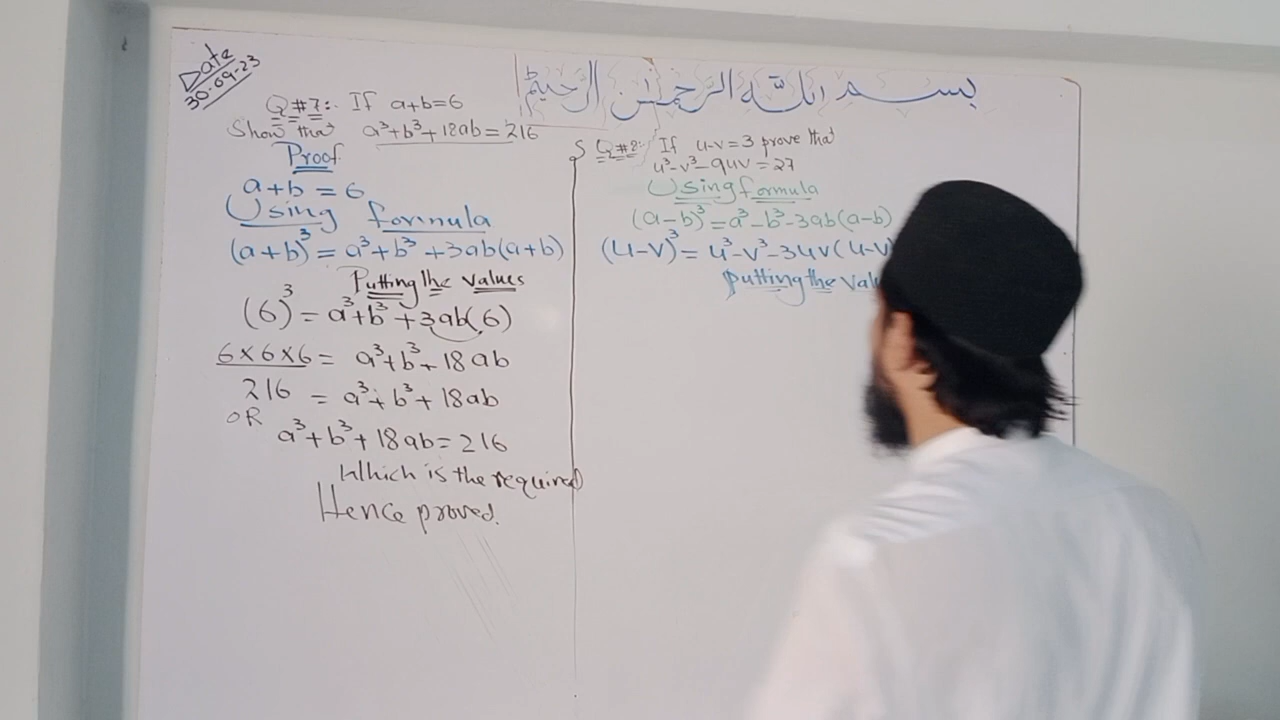 Date
30-09-23
بسم الله الرحمن الرحيم
Q#7:. If a+b=6
Show that a³+b³+18ab=216
Proof
a+b=6
Using formula
(a+b)³=a³+b³+3ab(a+b)
Putting the values
(6)³=a³+b³+3ab(6)
6×6×6=a³+b³+18ab
216=a³+b³+18ab
OR
a³+b³+18ab=216
Which is the required
Hence proved.
Q#8:. If u-v=3 prove that
u³-v³-9uv=27
Using formula
(a-b)³=a³-b³-3ab(a-b)
(u-v)³=u³-v³-3uv(u-v
Putting the